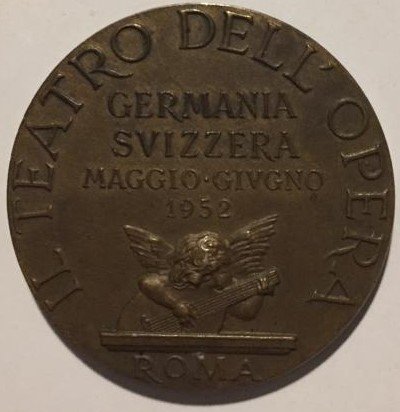 IL TEATRO DELL'OPERA
GERMANIA
SVIZZERA
MAGGIO·GIVGNO
1952
ROMA